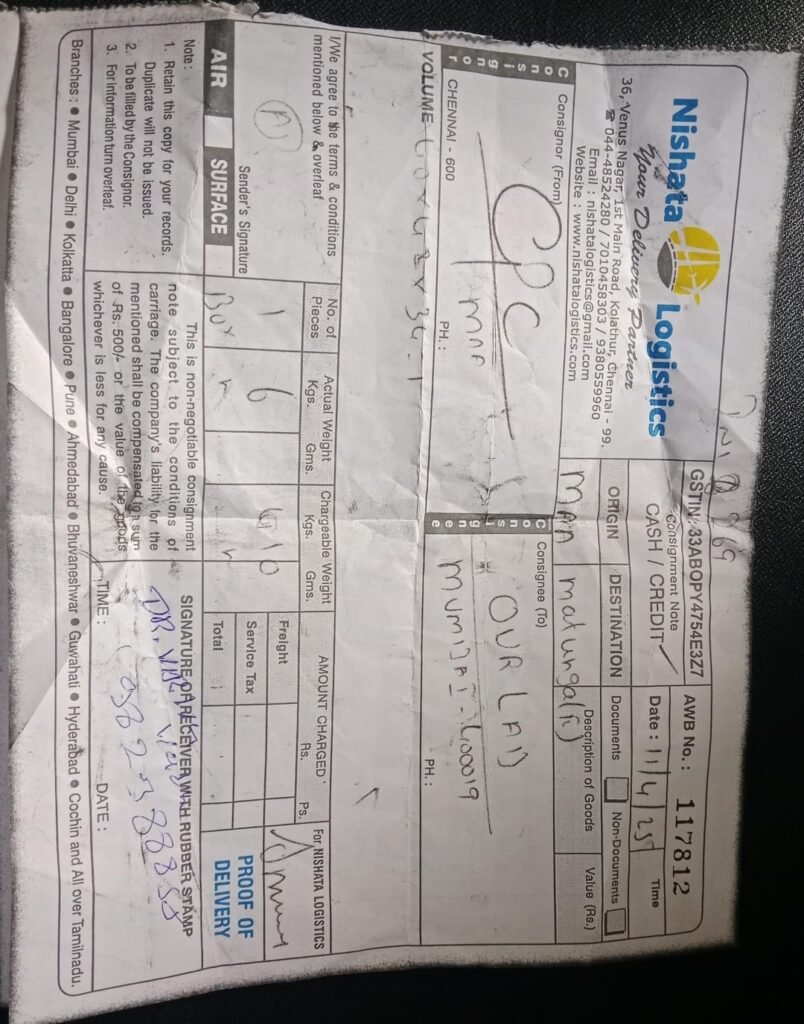 Nishata Logistics
Your Delivery Partner
36, Venus Nagar, 1st Main Road, Kolathur, Chennai - 99.
☎ 044-48524280 / 7010458303 / 9380559960
Email : nishatalogistics@gmail.com
Website : www.nishatalogistics.com
GSTIN: 33ABOPY4754E3Z7
Consignment Note
CASH / CREDIT ✓
AWB No.: 117812
Date : 11/4/25
Time
ORIGIN
DESTINATION
Documents
Non-Documents
MAA
matunga(E)
Description of Goods
Value (Rs.)
Consignor
Consignor (From)
CPC
MAA
CHENNAI - 600
PH. :
Consignee
Consignee (To)
OUR LAB
MUMBAI-400019
PH. :
VOLUME
I/We agree to the terms & conditions
mentioned below & overleaf
Sender's Signature
AIR
SURFACE
No. of
Pieces
Actual Weight
Kgs. Gms.
Chargeable Weight
Kgs. Gms.
AMOUNT CHARGED
Rs. Ps.
1
Box
6
Freight
Service Tax
Total
For NISHATA LOGISTICS
PROOF OF
DELIVERY
Note :
1. Retain this copy for your records.
Duplicate will not be issued.
2. To be filled by the Consignor.
3. For information turn overleaf.
This is non-negotiable consignment
note subject to the conditions of
carriage. The company's liability for the
mentioned shall be compensated to a sum
of Rs. 500/- or the value of the goods
whichever is less for any cause.
SIGNATURE OF RECEIVER WITH RUBBER STAMP
DR.
TIME :
DATE :
Branches : ● Mumbai ● Delhi ● Kolkatta ● Bangalore ● Pune ● Ahmedabad ● Bhuvaneshwar ● Guwahati ● Hyderabad ● Cochin and All over Tamilnadu.